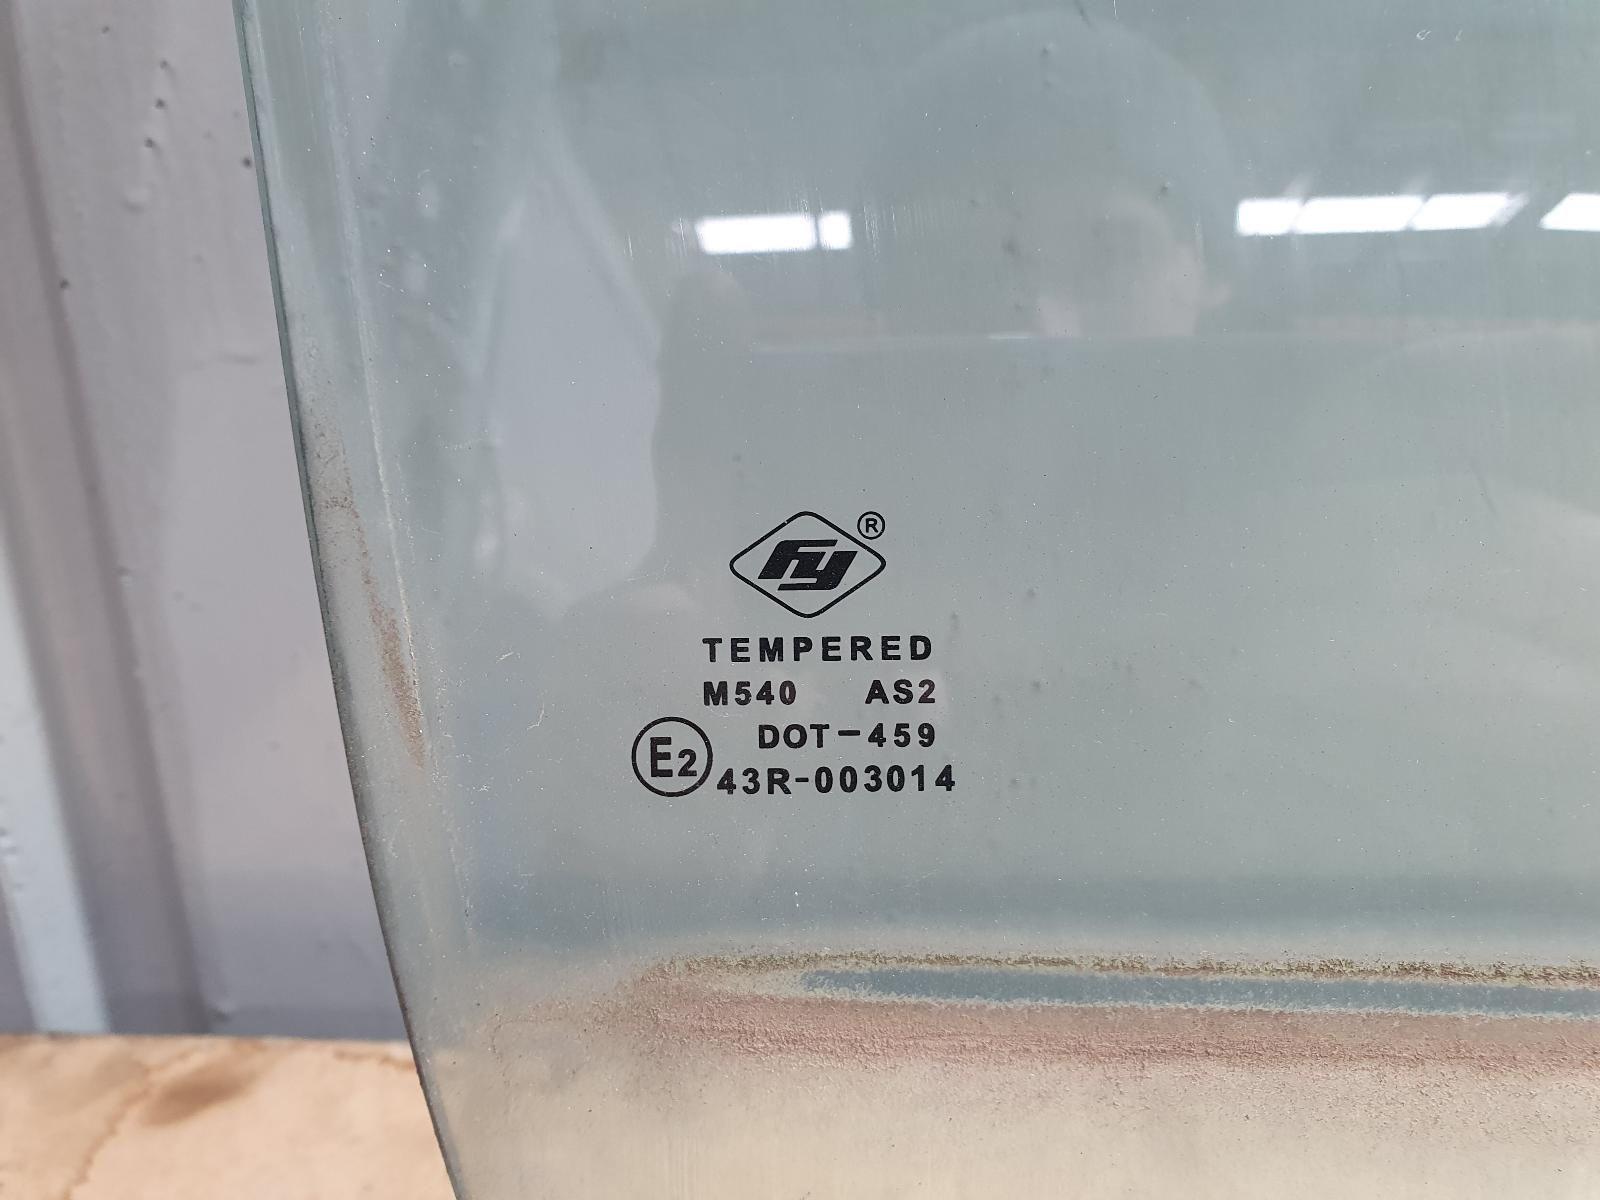 fy®
TEMPERED
M540 AS2
DOT-459
E2
43R-003014